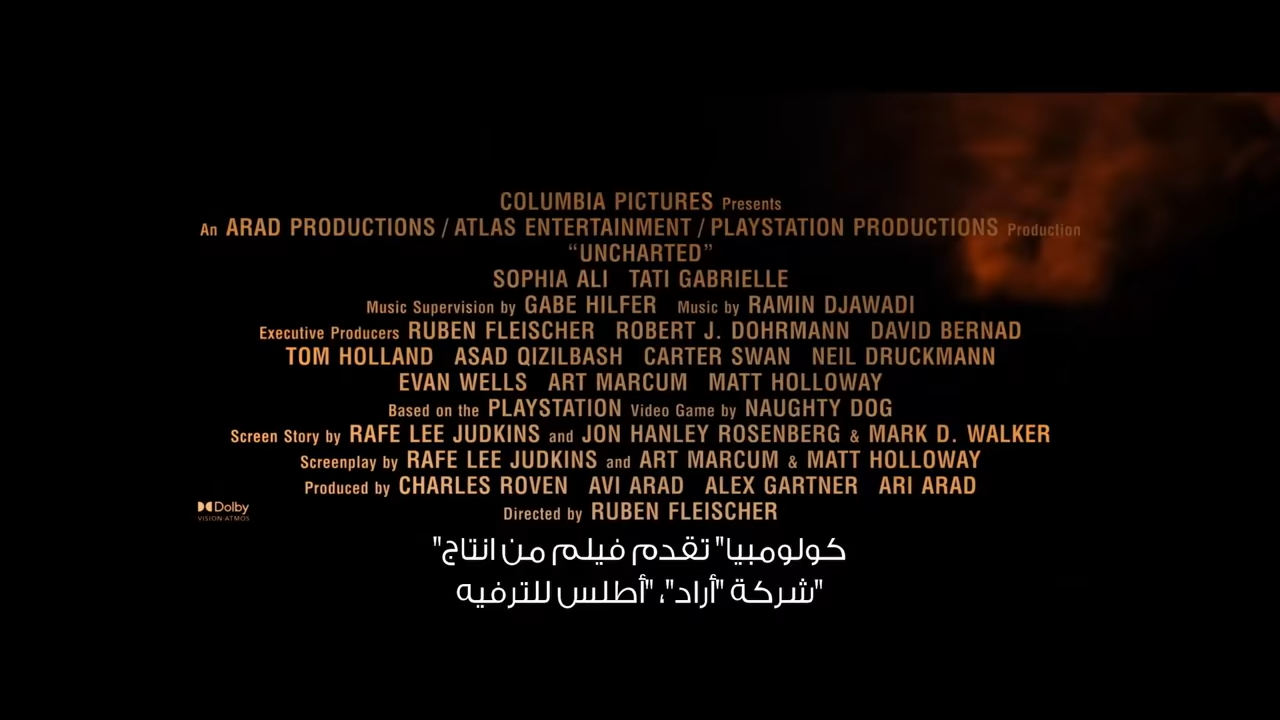 COLUMBIA PICTURES Presents
An ARAD PRODUCTIONS / ATLAS ENTERTAINMENT / PLAYSTATION PRODUCTIONS Production
“UNCHARTED”
SOPHIA ALI TATI GABRIELLE
Music Supervision by GABE HILFER Music by RAMIN DJAWADI
Executive Producers RUBEN FLEISCHER ROBERT J. DOHRMANN DAVID BERNAD
TOM HOLLAND ASAD QIZILBASH CARTER SWAN NEIL DRUCKMANN
EVAN WELLS ART MARCUM MATT HOLLOWAY
Based on the PLAYSTATION Video Game by NAUGHTY DOG
Screen Story by RAFE LEE JUDKINS and JON HANLEY ROSENBERG & MARK D. WALKER
Screenplay by RAFE LEE JUDKINS and ART MARCUM & MATT HOLLOWAY
Produced by CHARLES ROVEN AVI ARAD ALEX GARTNER ARI ARAD
Dolby
VISION·ATMOS
Directed by RUBEN FLEISCHER
كولومبيا" تقدم فيلم من انتاج"
"شركة "أراد"، "أطلس للترفيه